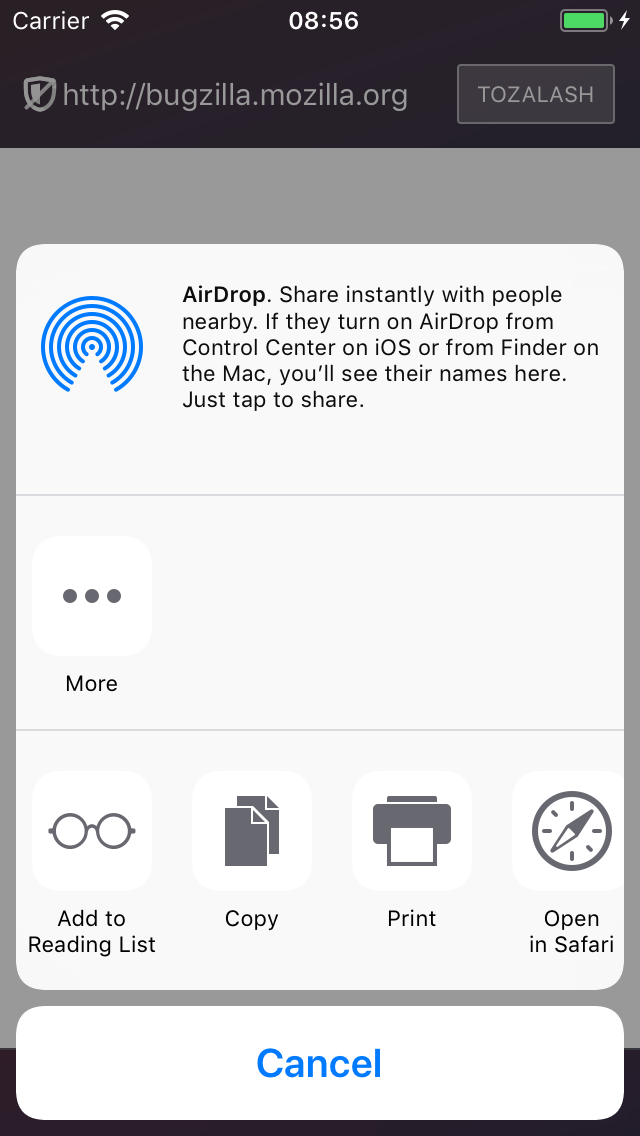 Carrier 08:56
http://bugzilla.mozilla.org TOZALASH
AirDrop. Share instantly with people
nearby. If they turn on AirDrop from
Control Center on iOS or from Finder on
the Mac, you’ll see their names here.
Just tap to share.
More
Add to
Reading List
Copy
Print
Open
in Safari
Cancel